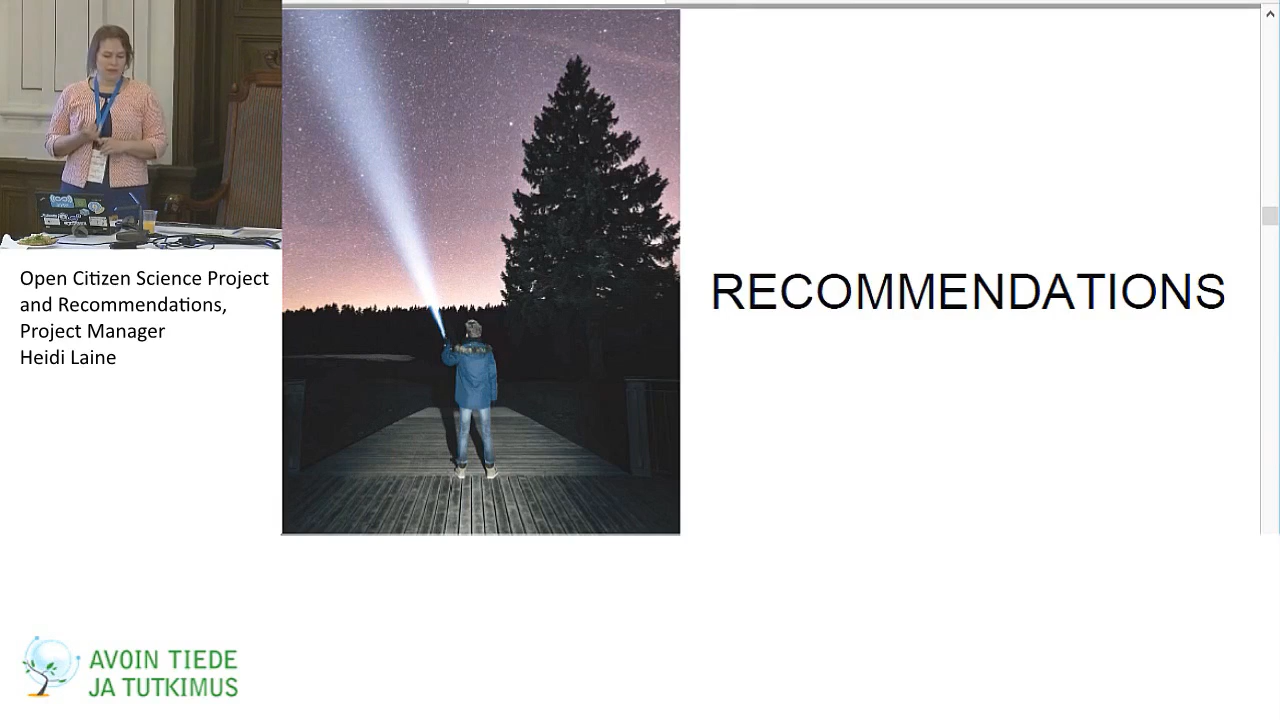 Open Citizen Science Project
and Recommendations,
Project Manager
Heidi Laine
RECOMMENDATIONS
AVOIN TIEDE
JA TUTKIMUS